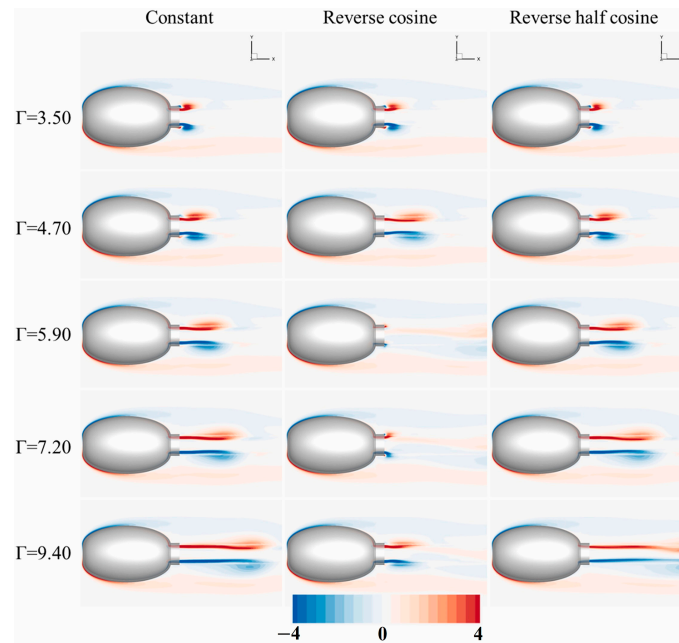 Constant Reverse cosine Reverse half cosine
Y X Y X Y X
Γ=3.50
Γ=4.70
Γ=5.90
Γ=7.20
Γ=9.40
−4 0 4